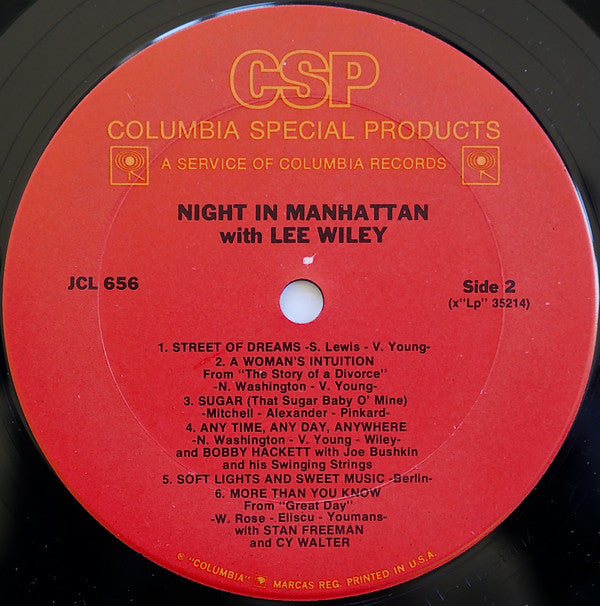 CSP
COLUMBIA SPECIAL PRODUCTS
A SERVICE OF COLUMBIA RECORDS
NIGHT IN MANHATTAN
with LEE WILEY
JCL 656
Side 2
(x"Lp" 35214)
1. STREET OF DREAMS -S. Lewis - V. Young-
2. A WOMAN'S INTUITION
From "The Story of a Divorce"
-N. Washington - V. Young-
3. SUGAR (That Sugar Baby O' Mine)
-Mitchell - Alexander - Pinkard-
4. ANY TIME, ANY DAY, ANYWHERE
-N. Washington - V. Young - Wiley-
and BOBBY HACKETT with Joe Bushkin
and his Swinging Strings
5. SOFT LIGHTS AND SWEET MUSIC -Berlin-
6. MORE THAN YOU KNOW
From "Great Day"
-W. Rose - Eliscu - Youmans-
with STAN FREEMAN
and CY WALTER
® "COLUMBIA" MARCAS REG. PRINTED IN U.S.A.